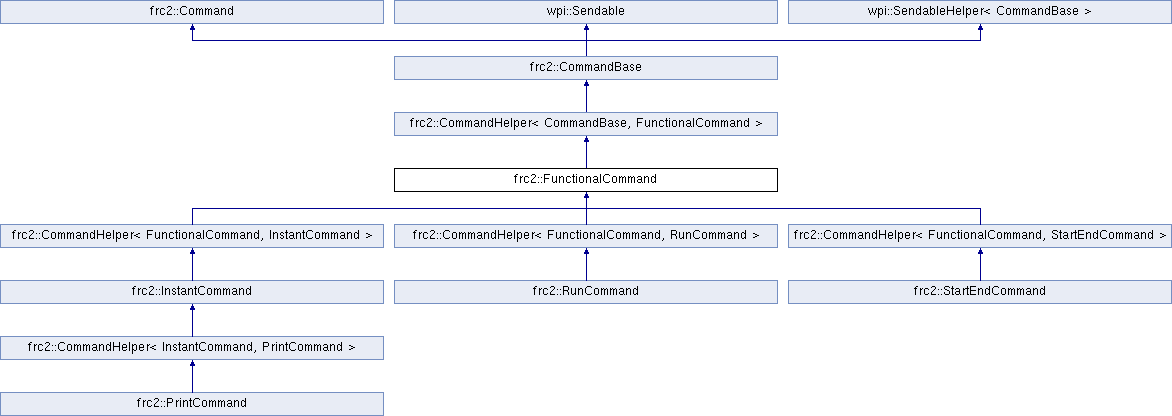 frc2::Command
wpi::Sendable
wpi::SendableHelper< CommandBase >
frc2::CommandBase
frc2::CommandHelper< CommandBase, FunctionalCommand >
frc2::FunctionalCommand
frc2::CommandHelper< FunctionalCommand, InstantCommand >
frc2::CommandHelper< FunctionalCommand, RunCommand >
frc2::CommandHelper< FunctionalCommand, StartEndCommand >
frc2::InstantCommand
frc2::RunCommand
frc2::StartEndCommand
frc2::CommandHelper< InstantCommand, PrintCommand >
frc2::PrintCommand